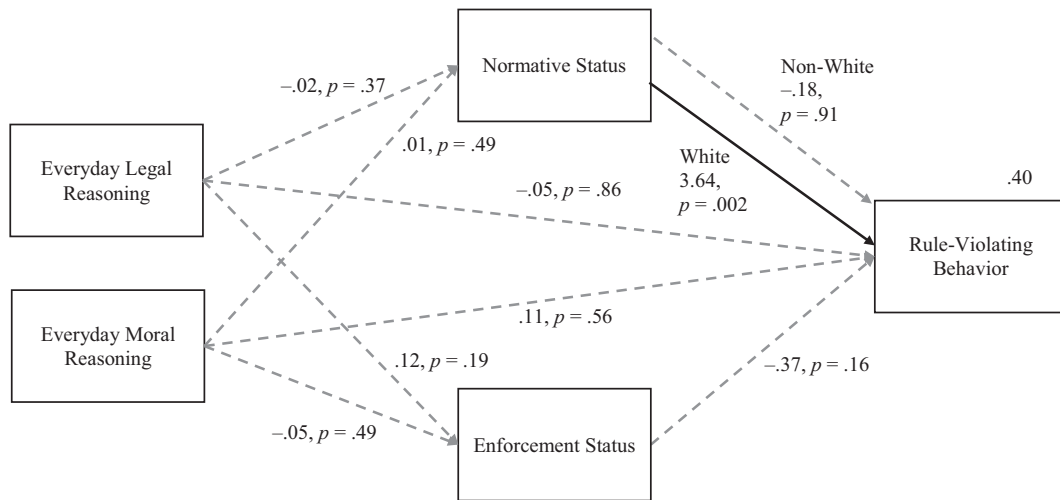 Normative Status
Non-White
–.18,
p = .91
–.02, p = .37
.01, p = .49
White
3.64,
p = .002
Everyday Legal
Reasoning
–.05, p = .86
.40
Rule-Violating
Behavior
Everyday Moral
Reasoning
.11, p = .56
.12, p = .19
–.37, p = .16
–.05, p = .49
Enforcement Status